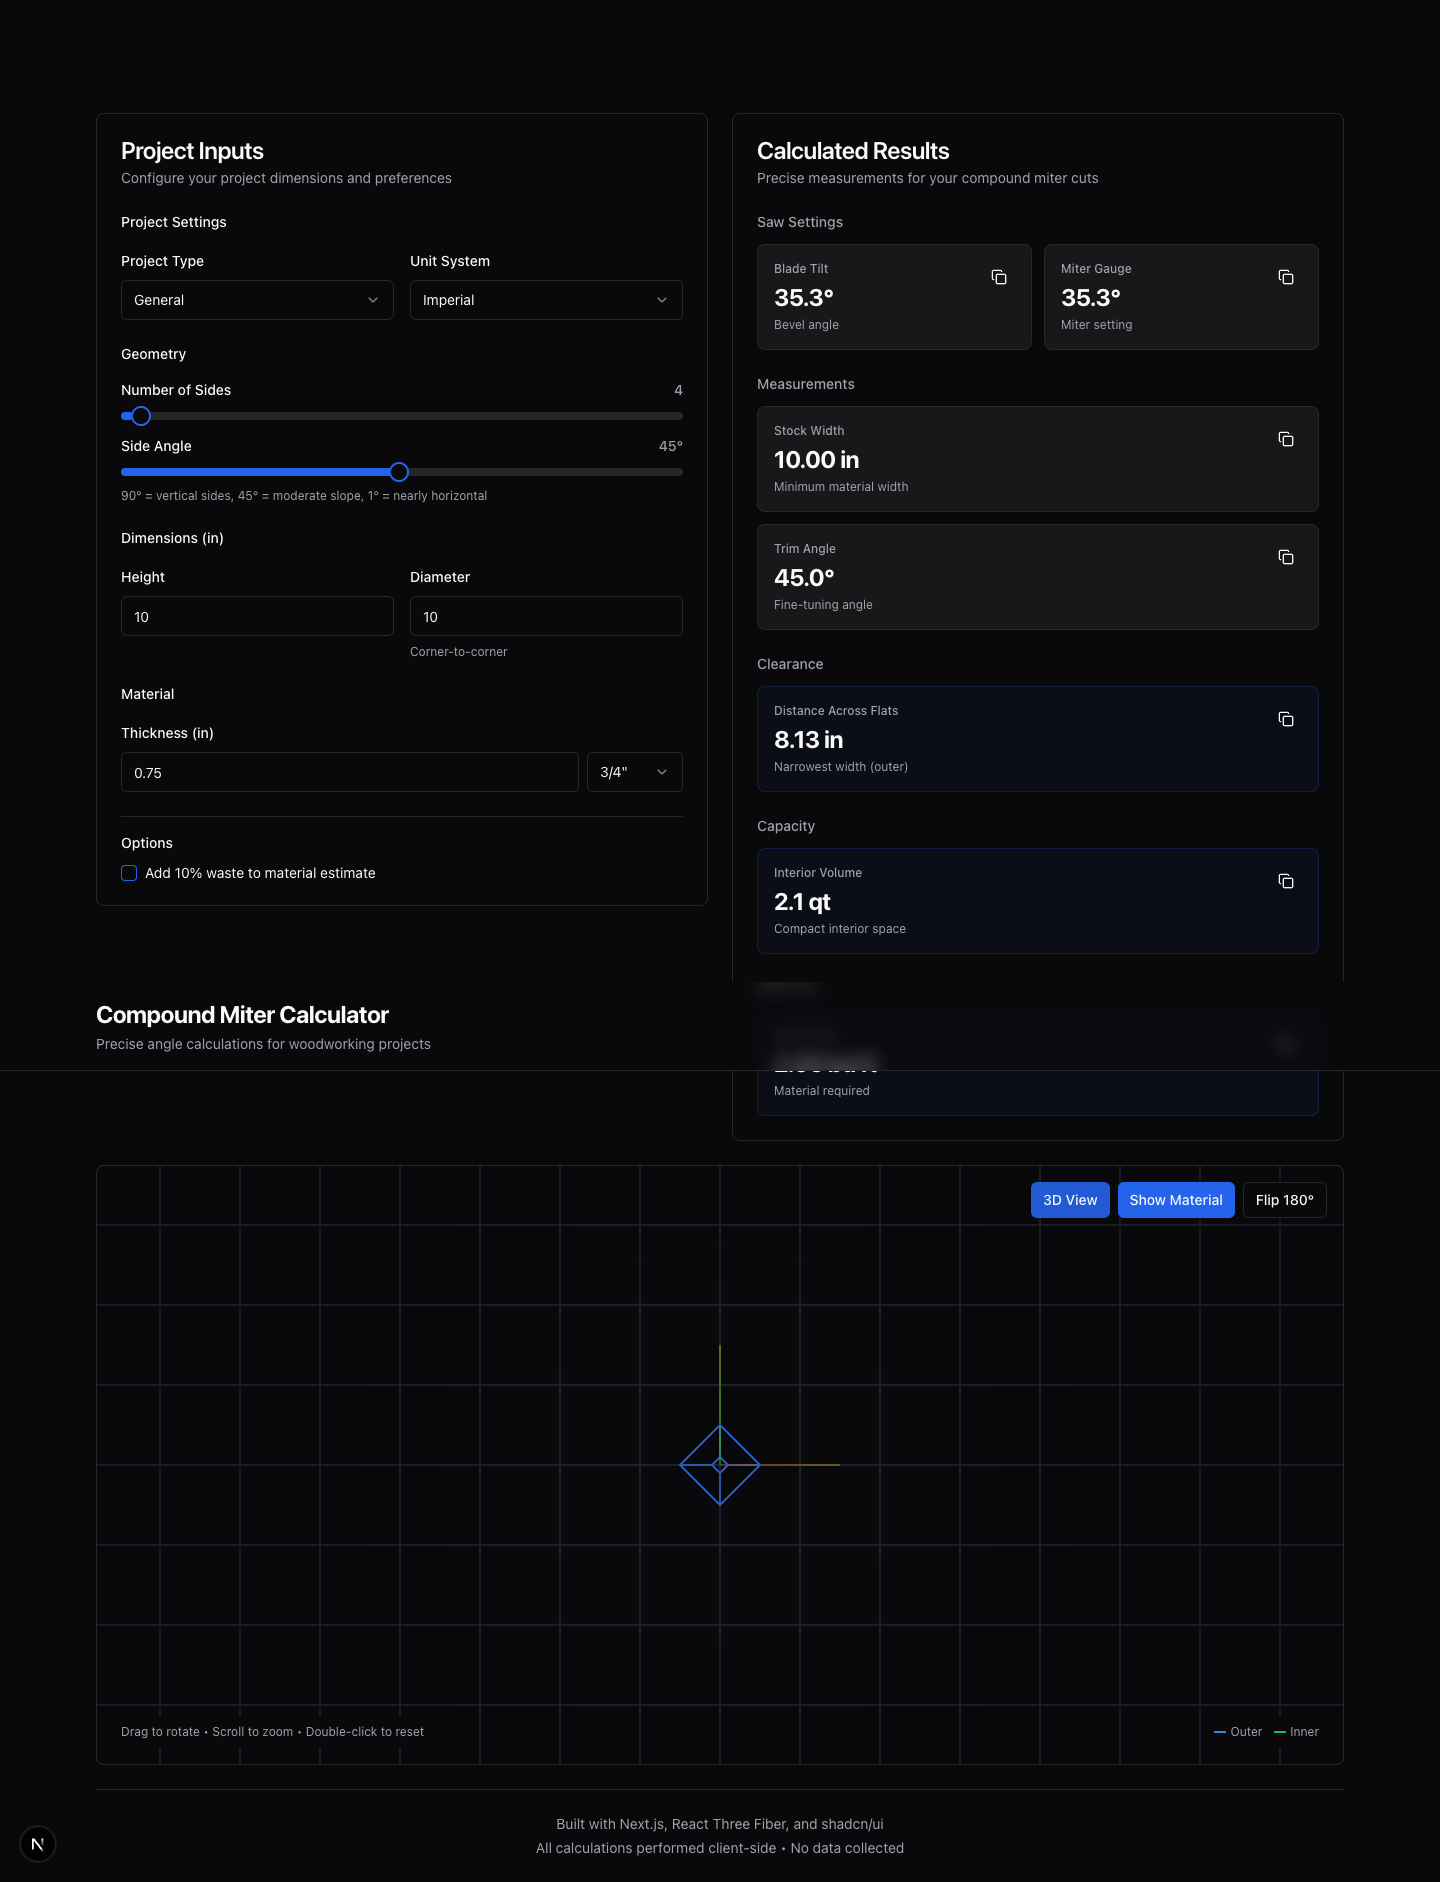 Project Inputs
Configure your project dimensions and preferences
Project Settings
Project Type
Unit System
General
Imperial
Geometry
Number of Sides
4
Side Angle
45°
90° = vertical sides, 45° = moderate slope, 1° = nearly horizontal
Dimensions (in)
Height
Diameter
10
10
Corner-to-corner
Material
Thickness (in)
0.75
3/4"
Options
Add 10% waste to material estimate
Calculated Results
Precise measurements for your compound miter cuts
Saw Settings
Blade Tilt
35.3°
Bevel angle
Miter Gauge
35.3°
Miter setting
Measurements
Stock Width
10.00 in
Minimum material width
Trim Angle
45.0°
Fine-tuning angle
Clearance
Distance Across Flats
8.13 in
Narrowest width (outer)
Capacity
Interior Volume
2.1 qt
Compact interior space
Compound Miter Calculator
Precise angle calculations for woodworking projects
Material required
3D View
Show Material
Flip 180°
Drag to rotate • Scroll to zoom • Double-click to reset
Outer
Inner
Built with Next.js, React Three Fiber, and shadcn/ui
All calculations performed client-side • No data collected
N